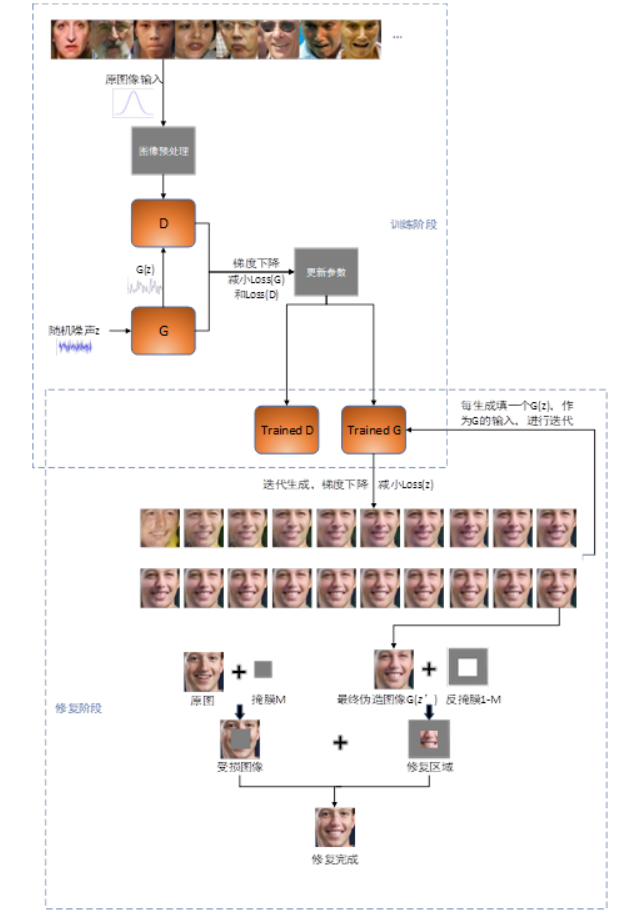 ...
原图像输入
图像预处理
D
训练阶段
G(z)
梯度下降
减小Loss(G)
和Loss(D)
更新参数
随机噪声z
G
每生成填一个G(z)，作
为G的输入，进行迭代
Trained D
Trained G
迭代生成，梯度下降 减小Loss(z)
原图
掩膜M
最终伪造图像G(z＇)
反掩膜1-M
修复阶段
受损图像
修复区域
修复完成